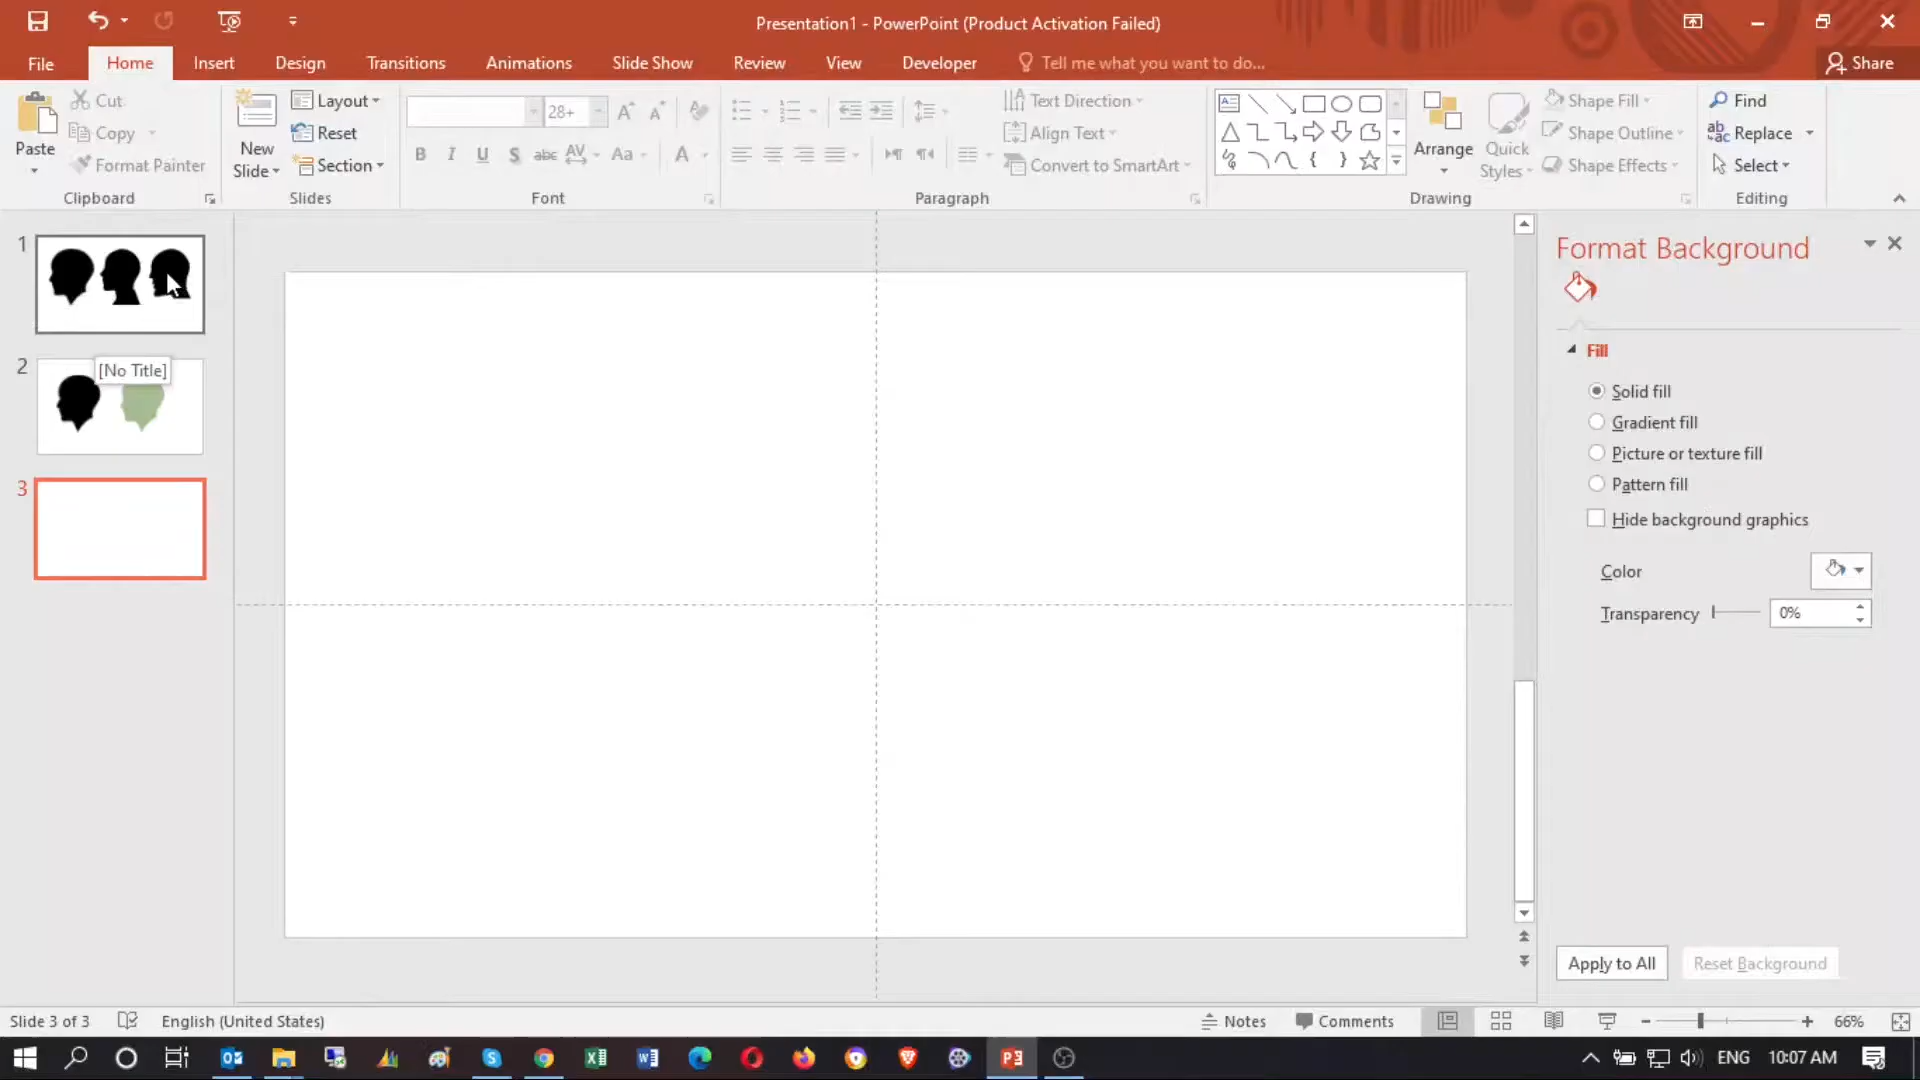 Presentation1 - PowerPoint (Product Activation Failed)
File Home Insert Design Transitions Animations Slide Show Review View Developer Tell me what you want to do... Share
Paste
Cut
Copy
Format Painter
Clipboard
New
Slide
Layout
Reset
Section
Slides
28+
B I U S abc AV Aa A
Font
Text Direction
Align Text
Convert to SmartArt
Paragraph
Arrange
Quick
Styles
Shape Fill
Shape Outline
Shape Effects
Drawing
Find
Replace
Select
Editing
1
2
[No Title]
3
Format Background
Fill
Solid fill
Gradient fill
Picture or texture fill
Pattern fill
Hide background graphics
Color
Transparency 0%
Apply to All Reset Background
Slide 3 of 3 English (United States) Notes Comments 66%
ENG 10:07 AM